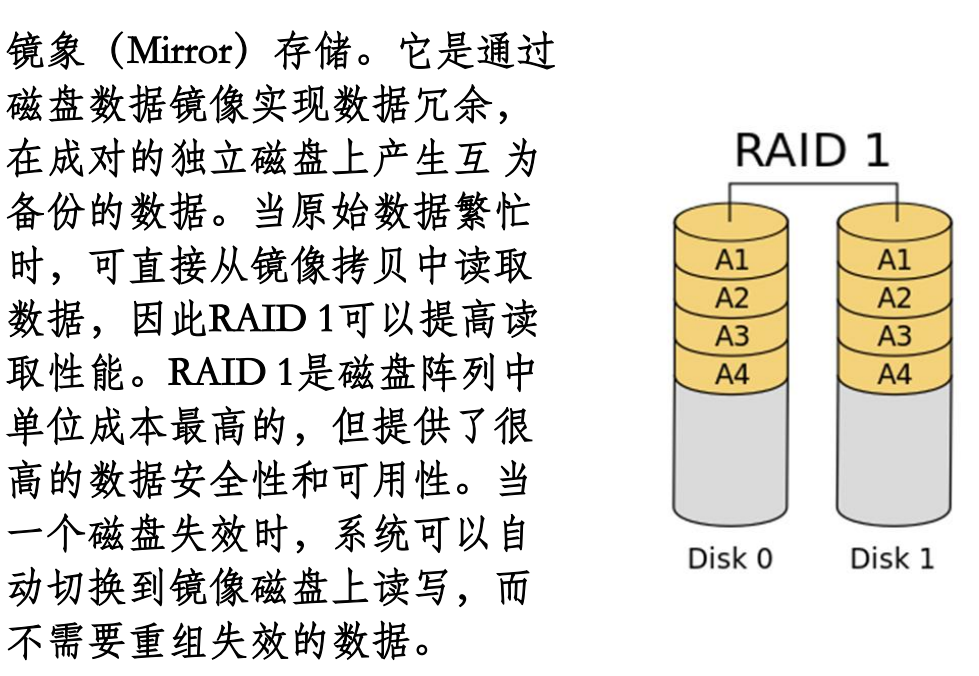 镜象（Mirror）存储。它是通过
磁盘数据镜像实现数据冗余，
在成对的独立磁盘上产生互 为
备份的数据。当原始数据繁忙
时，可直接从镜像拷贝中读取
数据，因此RAID 1可以提高读
取性能。RAID 1是磁盘阵列中
单位成本最高的，但提供了很
高的数据安全性和可用性。当
一个磁盘失效时，系统可以自
动切换到镜像磁盘上读写，而
不需要重组失效的数据。
RAID 1
A1 A1
A2 A2
A3 A3
A4 A4
Disk 0 Disk 1